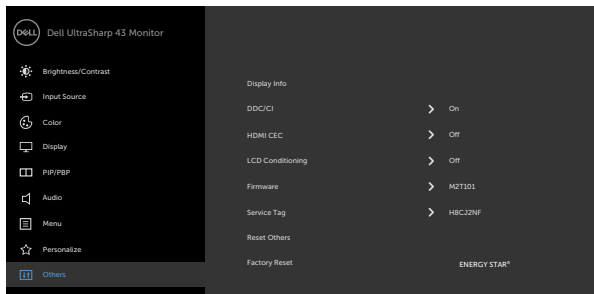 DELL
Dell UltraSharp 43 Monitor
Brightness/Contrast
Input Source
Color
Display
PIP/PBP
Audio
Menu
Personalize
Others
Display Info
DDC/CI On
HDMI CEC Off
LCD Conditioning Off
Firmware M2T101
Service Tag H8CJ2NF
Reset Others
Factory Reset ENERGY STAR®